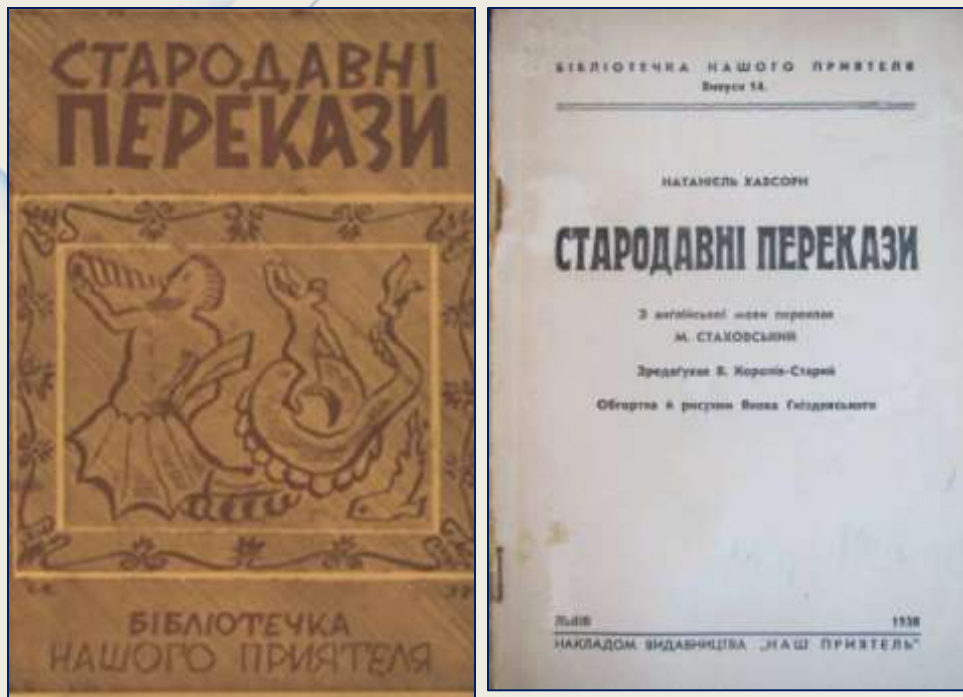 СТАРОДАВНІ
ПЕРЕКАЗИ
БІБЛІОТЕЧКА
НАШОГО ПРИЯТЕЛЯ
БІБЛІОТЕЧКА НАШОГО ПРИЯТЕЛЯ
Випуск 14.
НАТАНІЄЛЬ ХАВСОРН
СТАРОДАВНІ ПЕРЕКАЗИ
З англійської мови переклав
М. СТАХОВСЬКИЙ
Зредагував В. Королів-Старий
Обгортка й рисунки Якова Гніздовського
ЛЬВІВ 1938
НАКЛАДОМ ВИДАВНИЦТВА „НАШ ПРИЯТЕЛЬ"